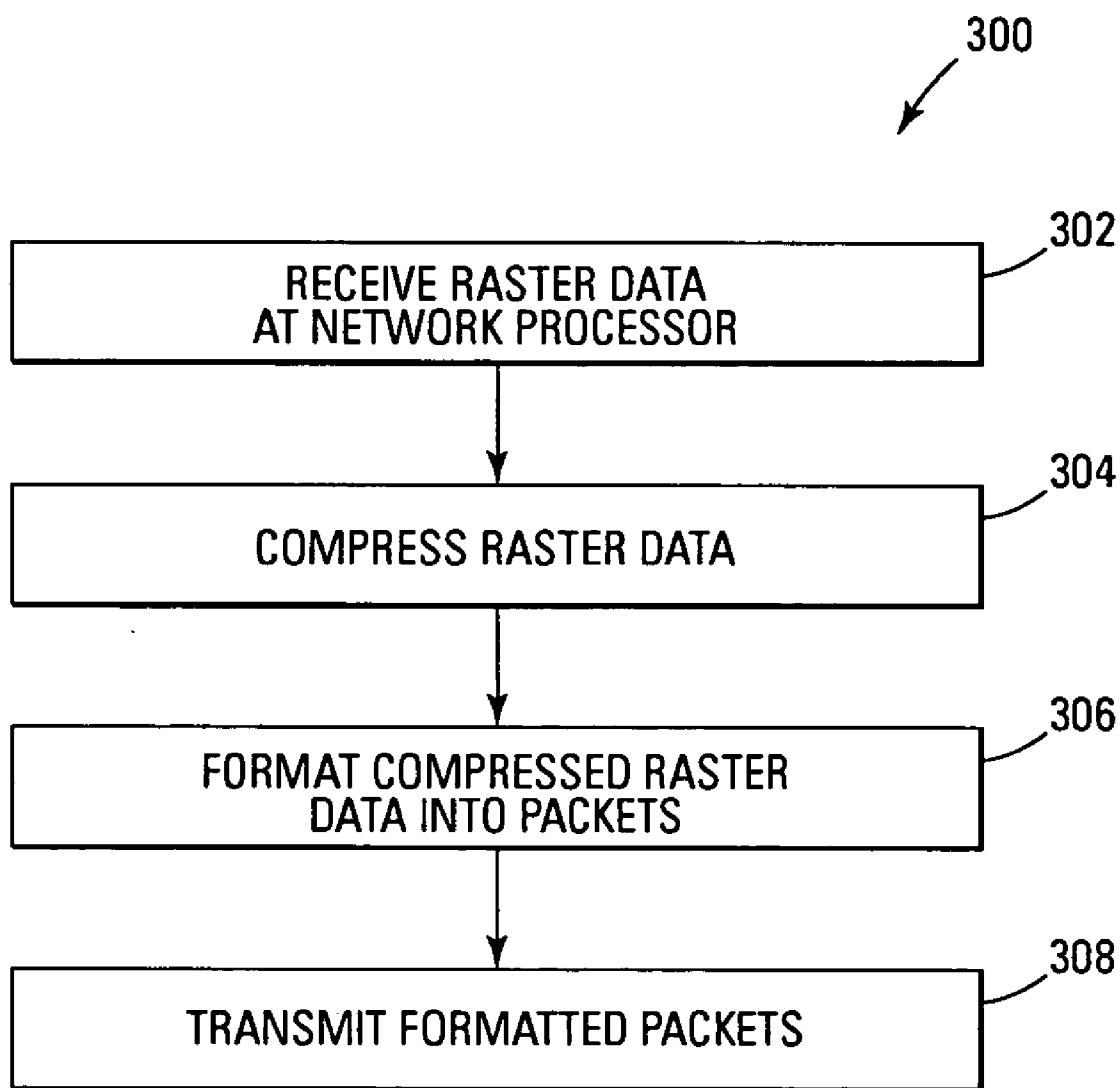 300
302
RECEIVE RASTER DATA
AT NETWORK PROCESSOR
304
COMPRESS RASTER DATA
306
FORMAT COMPRESSED RASTER
DATA INTO PACKETS
308
TRANSMIT FORMATTED PACKETS